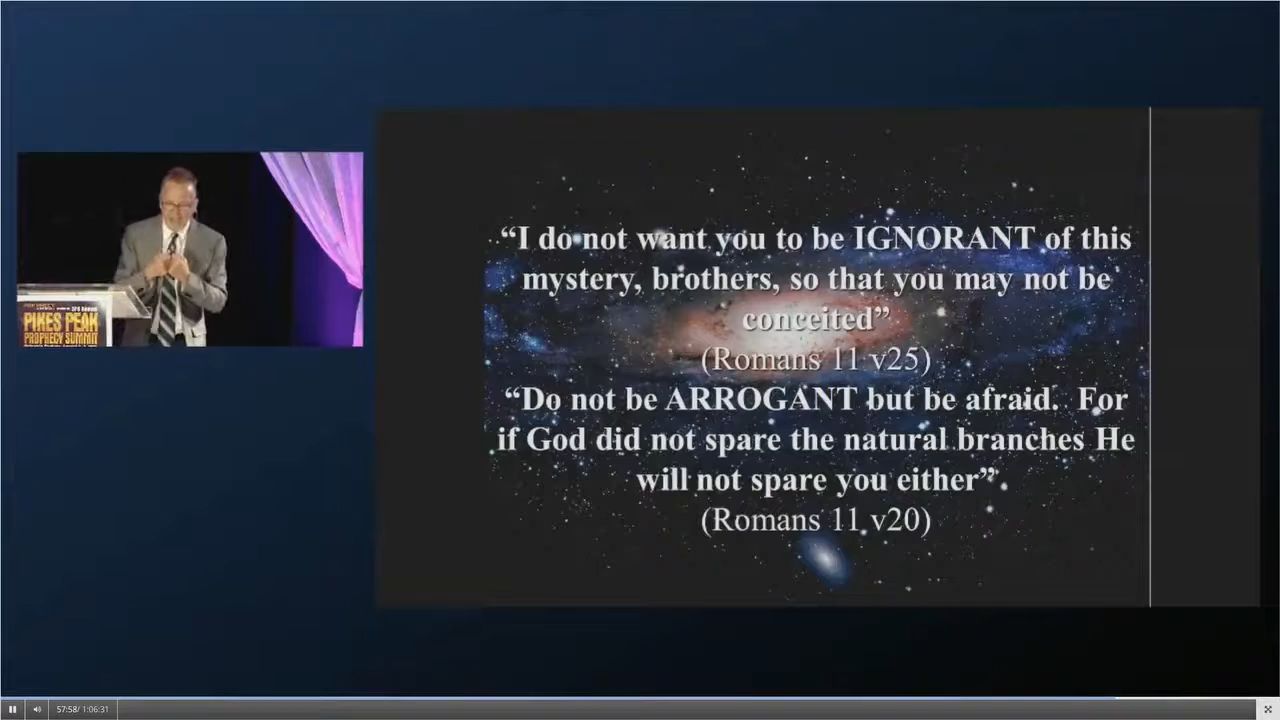 PIKES PEAK
PROPHECY SUMMIT
“I do not want you to be IGNORANT of this
mystery, brothers, so that you may not be
conceited”
(Romans 11 v25)
“Do not be ARROGANT but be afraid. For
if God did not spare the natural branches He
will not spare you either”.
(Romans 11 v20)
57:58/ 1:06:31